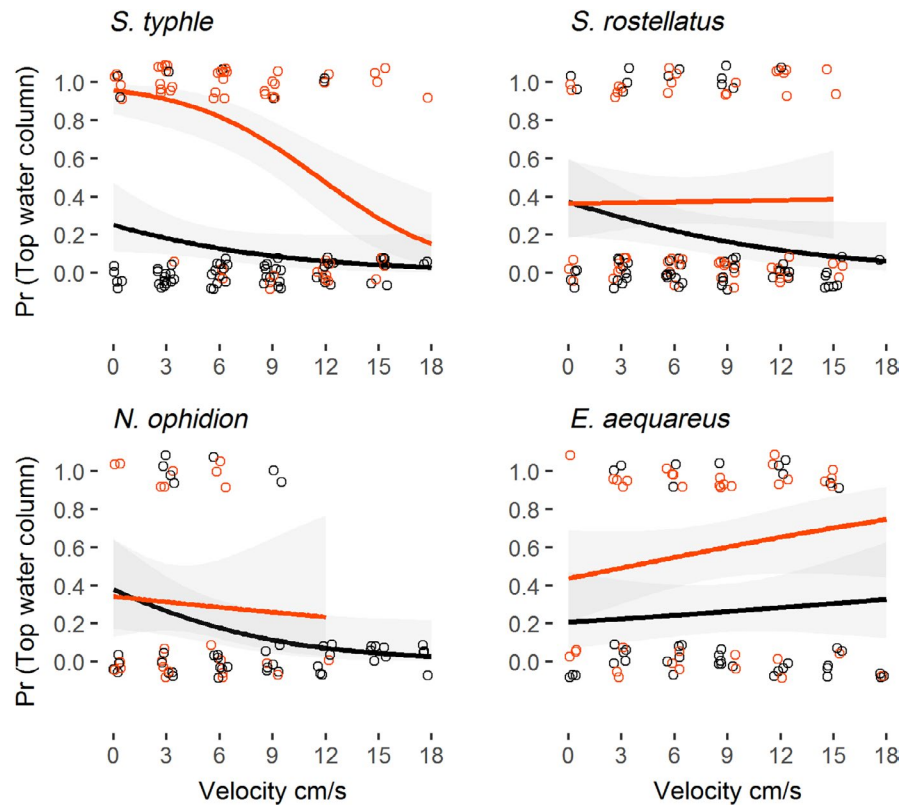 S. typhle
S. rostellatus
Pr (Top water column)
1.0
0.8
0.6
0.4
0.2
0.0
0 3 6 9 12 15 18
1.0
0.8
0.6
0.4
0.2
0.0
0 3 6 9 12 15 18
N. ophidion
E. aequareus
Pr (Top water column)
1.0
0.8
0.6
0.4
0.2
0.0
0 3 6 9 12 15 18
Velocity cm/s
1.0
0.8
0.6
0.4
0.2
0.0
0 3 6 9 12 15 18
Velocity cm/s